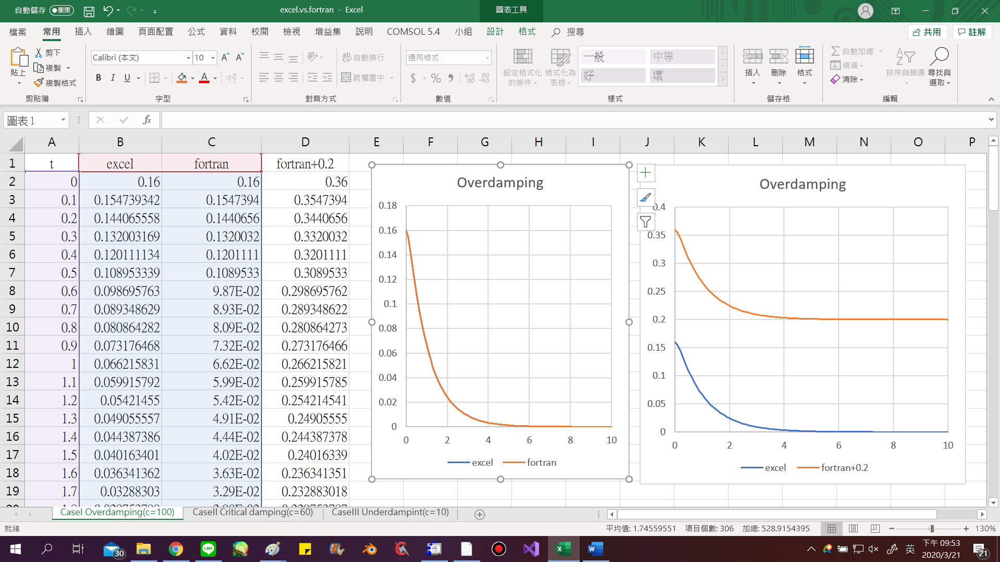 自動儲存 關閉 excel.vs.fortran - Excel 圖表工具
檔案 常用 插入 繪圖 頁面配置 公式 資料 校閱 檢視 增益集 說明 COMSOL 5.4 小組 設計 格式 搜尋 共用 註解
貼上 剪下 複製 複製格式 剪貼簿
Calibri (本文) 10 A A B I U A 字型
自動換行 跨欄置中 對齊方式
通用格式 $ % 數值
設定格式化的條件 格式化為表格 一般 中等 好 壞 樣式
插入 刪除 格式 儲存格
自動加總 填滿 清除 排序與篩選 尋找與選取 編輯
圖表 1 fx
A B C D E F G H I J K L M N O P
1 t excel fortran fortran+0.2
2 0 0.16 0.16 0.36
3 0.1 0.154739342 0.1547394 0.3547394
4 0.2 0.144065558 0.1440656 0.3440656
5 0.3 0.132003169 0.1320032 0.3320032
6 0.4 0.120111134 0.1201111 0.3201111
7 0.5 0.108953339 0.1089533 0.3089533
8 0.6 0.098695763 9.87E-02 0.298695762
9 0.7 0.089348629 8.93E-02 0.289348622
10 0.8 0.080864282 8.09E-02 0.280864273
11 0.9 0.073176468 7.32E-02 0.273176466
12 1 0.066215831 6.62E-02 0.266215821
13 1.1 0.059915792 5.99E-02 0.259915785
14 1.2 0.05421455 5.42E-02 0.254214541
15 1.3 0.049055557 4.91E-02 0.24905555
16 1.4 0.044387386 4.44E-02 0.244387378
17 1.5 0.040163401 4.02E-02 0.24016339
18 1.6 0.036341362 3.63E-02 0.236341351
19 1.7 0.03288303 3.29E-02 0.232883018
Overdamping
0.18
0.16
0.14
0.12
0.1
0.08
0.06
0.04
0.02
0
0 2 4 6 8 10
excel fortran
Overdamping
0.4
0.35
0.3
0.25
0.2
0.15
0.1
0.05
0
0 2 4 6 8 10
excel fortran+0.2
CaseI Overdamping(c=100) CaseII Critical damping(c=60) CaseIII Underdampint(c=10)
就緒 平均值: 1.74559551 項目個數: 306 加總: 528.9154395 130%
30 英 下午 09:53
2020/3/21 21